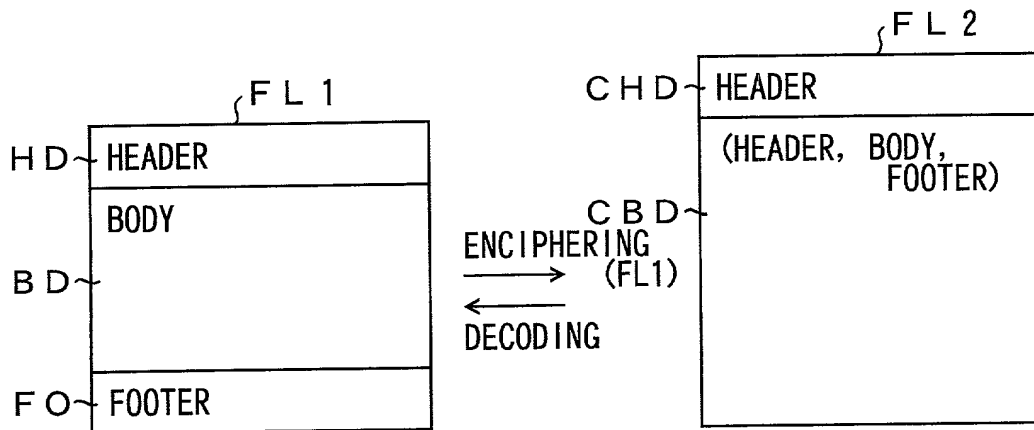 FL1
HD HEADER
BODY
BD
FO FOOTER
ENCIPHERING
DECODING
FL2
CHD HEADER
(HEADER, BODY,
FOOTER)
CBD
(FL1)